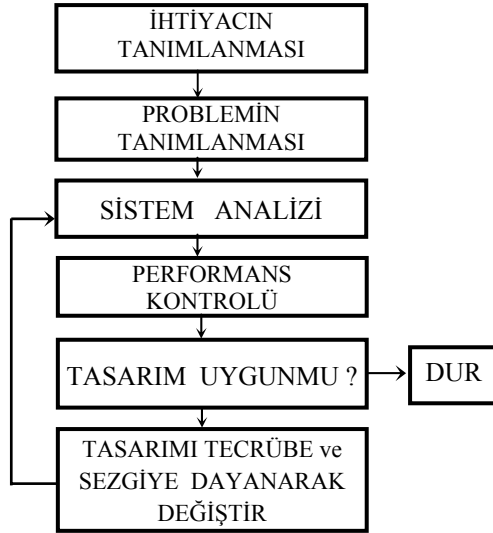 İHTİYACIN
TANIMLANMASI
PROBLEMİN
TANIMLANMASI
SİSTEM ANALİZİ
PERFORMANS
KONTROLÜ
TASARIM UYGUNMU ?
DUR
TASARIMI TECRÜBE ve
SEZGİYE DAYANARAK
DEĞİŞTİR